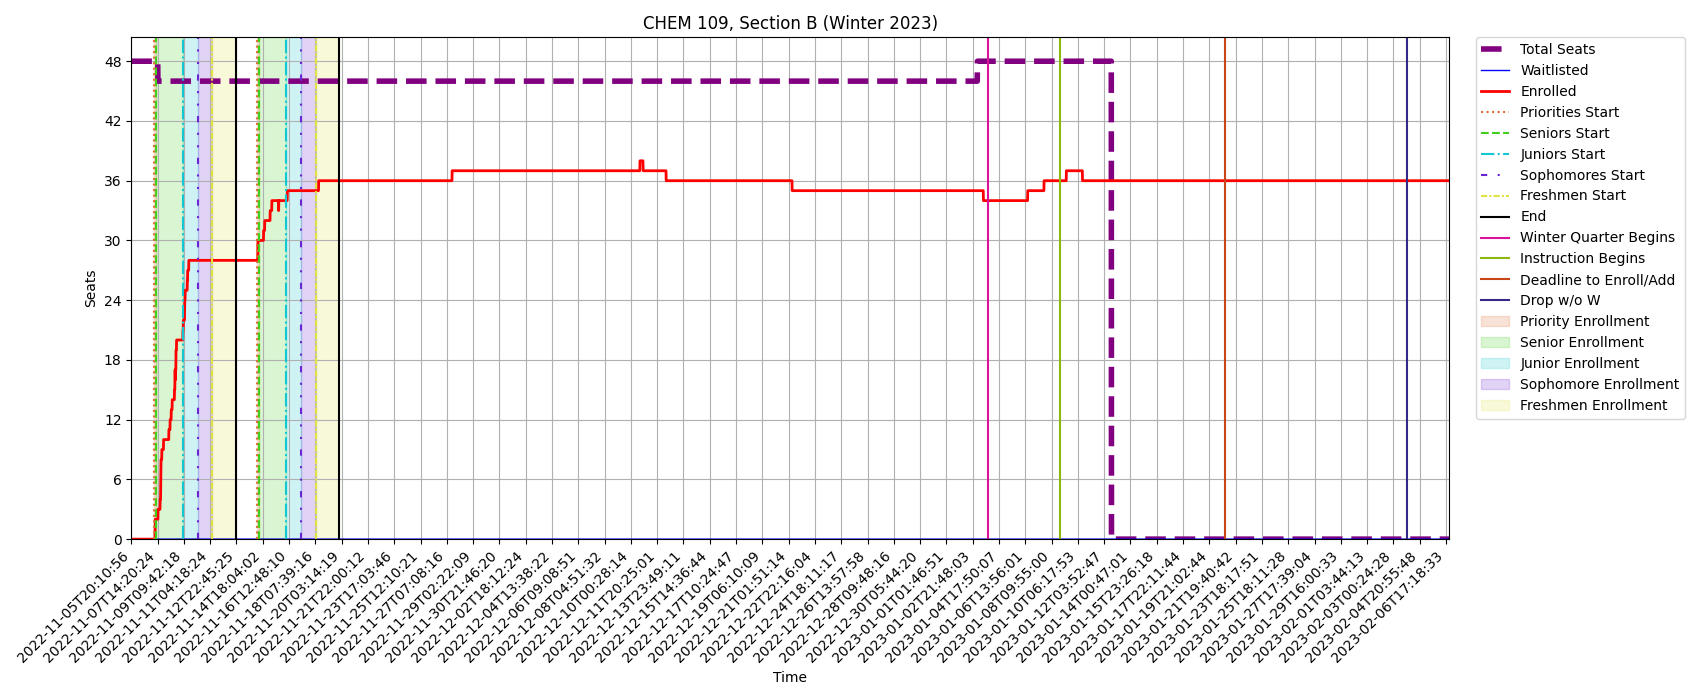 CHEM 109, Section B (Winter 2023)
Seats
48
42
36
30
24
18
12
6
0
2022-11-05T20:10:56
2022-11-07T14:20:24
2022-11-09T09:42:18
2022-11-11T04:18:24
2022-11-12T22:45:25
2022-11-14T18:04:02
2022-11-16T12:48:10
2022-11-18T07:39:16
2022-11-20T03:14:19
2022-11-21T22:00:12
2022-11-23T17:03:46
2022-11-25T12:10:21
2022-11-27T07:08:16
2022-11-29T02:22:09
2022-11-30T21:46:20
2022-12-02T18:12:24
2022-12-04T13:38:22
2022-12-06T09:08:51
2022-12-08T04:51:32
2022-12-10T00:28:14
2022-12-11T20:25:01
2022-12-13T23:49:11
2022-12-15T14:36:44
2022-12-17T10:24:47
2022-12-19T06:10:09
2022-12-21T01:51:14
2022-12-22T22:16:04
2022-12-24T18:11:17
2022-12-26T13:57:58
2022-12-28T09:48:16
2022-12-30T05:44:20
2023-01-01T01:46:51
2023-01-02T21:48:03
2023-01-04T17:50:07
2023-01-06T13:56:01
2023-01-08T09:55:00
2023-01-10T06:17:53
2023-01-12T03:52:47
2023-01-14T00:47:01
2023-01-15T23:26:18
2023-01-17T22:11:44
2023-01-19T21:02:44
2023-01-21T19:40:42
2023-01-23T18:17:51
2023-01-25T18:11:28
2023-01-27T17:39:04
2023-01-29T16:00:33
2023-02-01T03:44:13
2023-02-03T00:24:28
2023-02-04T20:55:48
2023-02-06T17:18:33
Time
Total Seats
Waitlisted
Enrolled
Priorities Start
Seniors Start
Juniors Start
Sophomores Start
Freshmen Start
End
Winter Quarter Begins
Instruction Begins
Deadline to Enroll/Add
Drop w/o W
Priority Enrollment
Senior Enrollment
Junior Enrollment
Sophomore Enrollment
Freshmen Enrollment